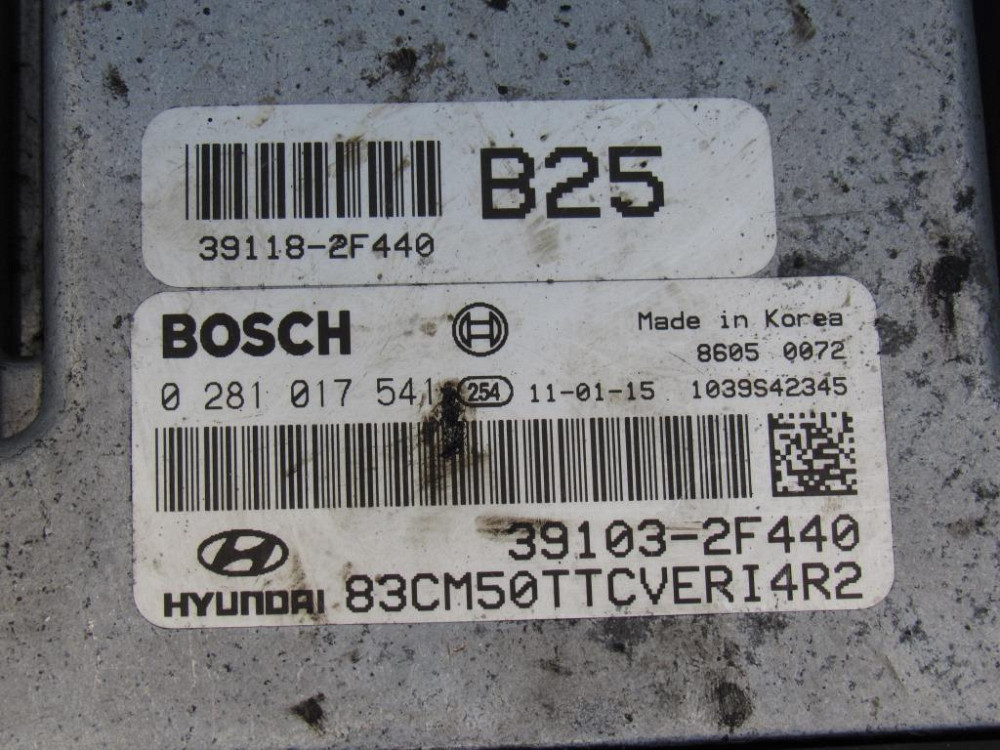 B25
39118-2F440
BOSCH
Made in Korea
8605 0072
0 281 017 541 254 11-01-15 1039S42345
39103-2F440
HYUNDAI 83CM50TTCVERI4R2